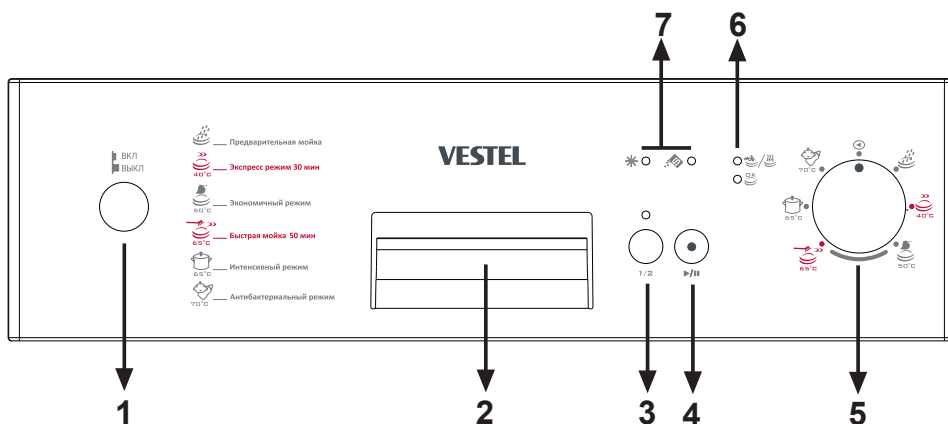 7 6
ВКЛ
ВЫКЛ
Предварительная мойка
40°C Экспресс режим 30 мин
50°C Экономичный режим
65°C Быстрая мойка 50 мин
65°C Интенсивный режим
70°C Антибактериальный режим
VESTEL
S
/
OK
1/2
▶/II
70°C
65°C
40°C
65°C
50°C
1 2 3 4 5